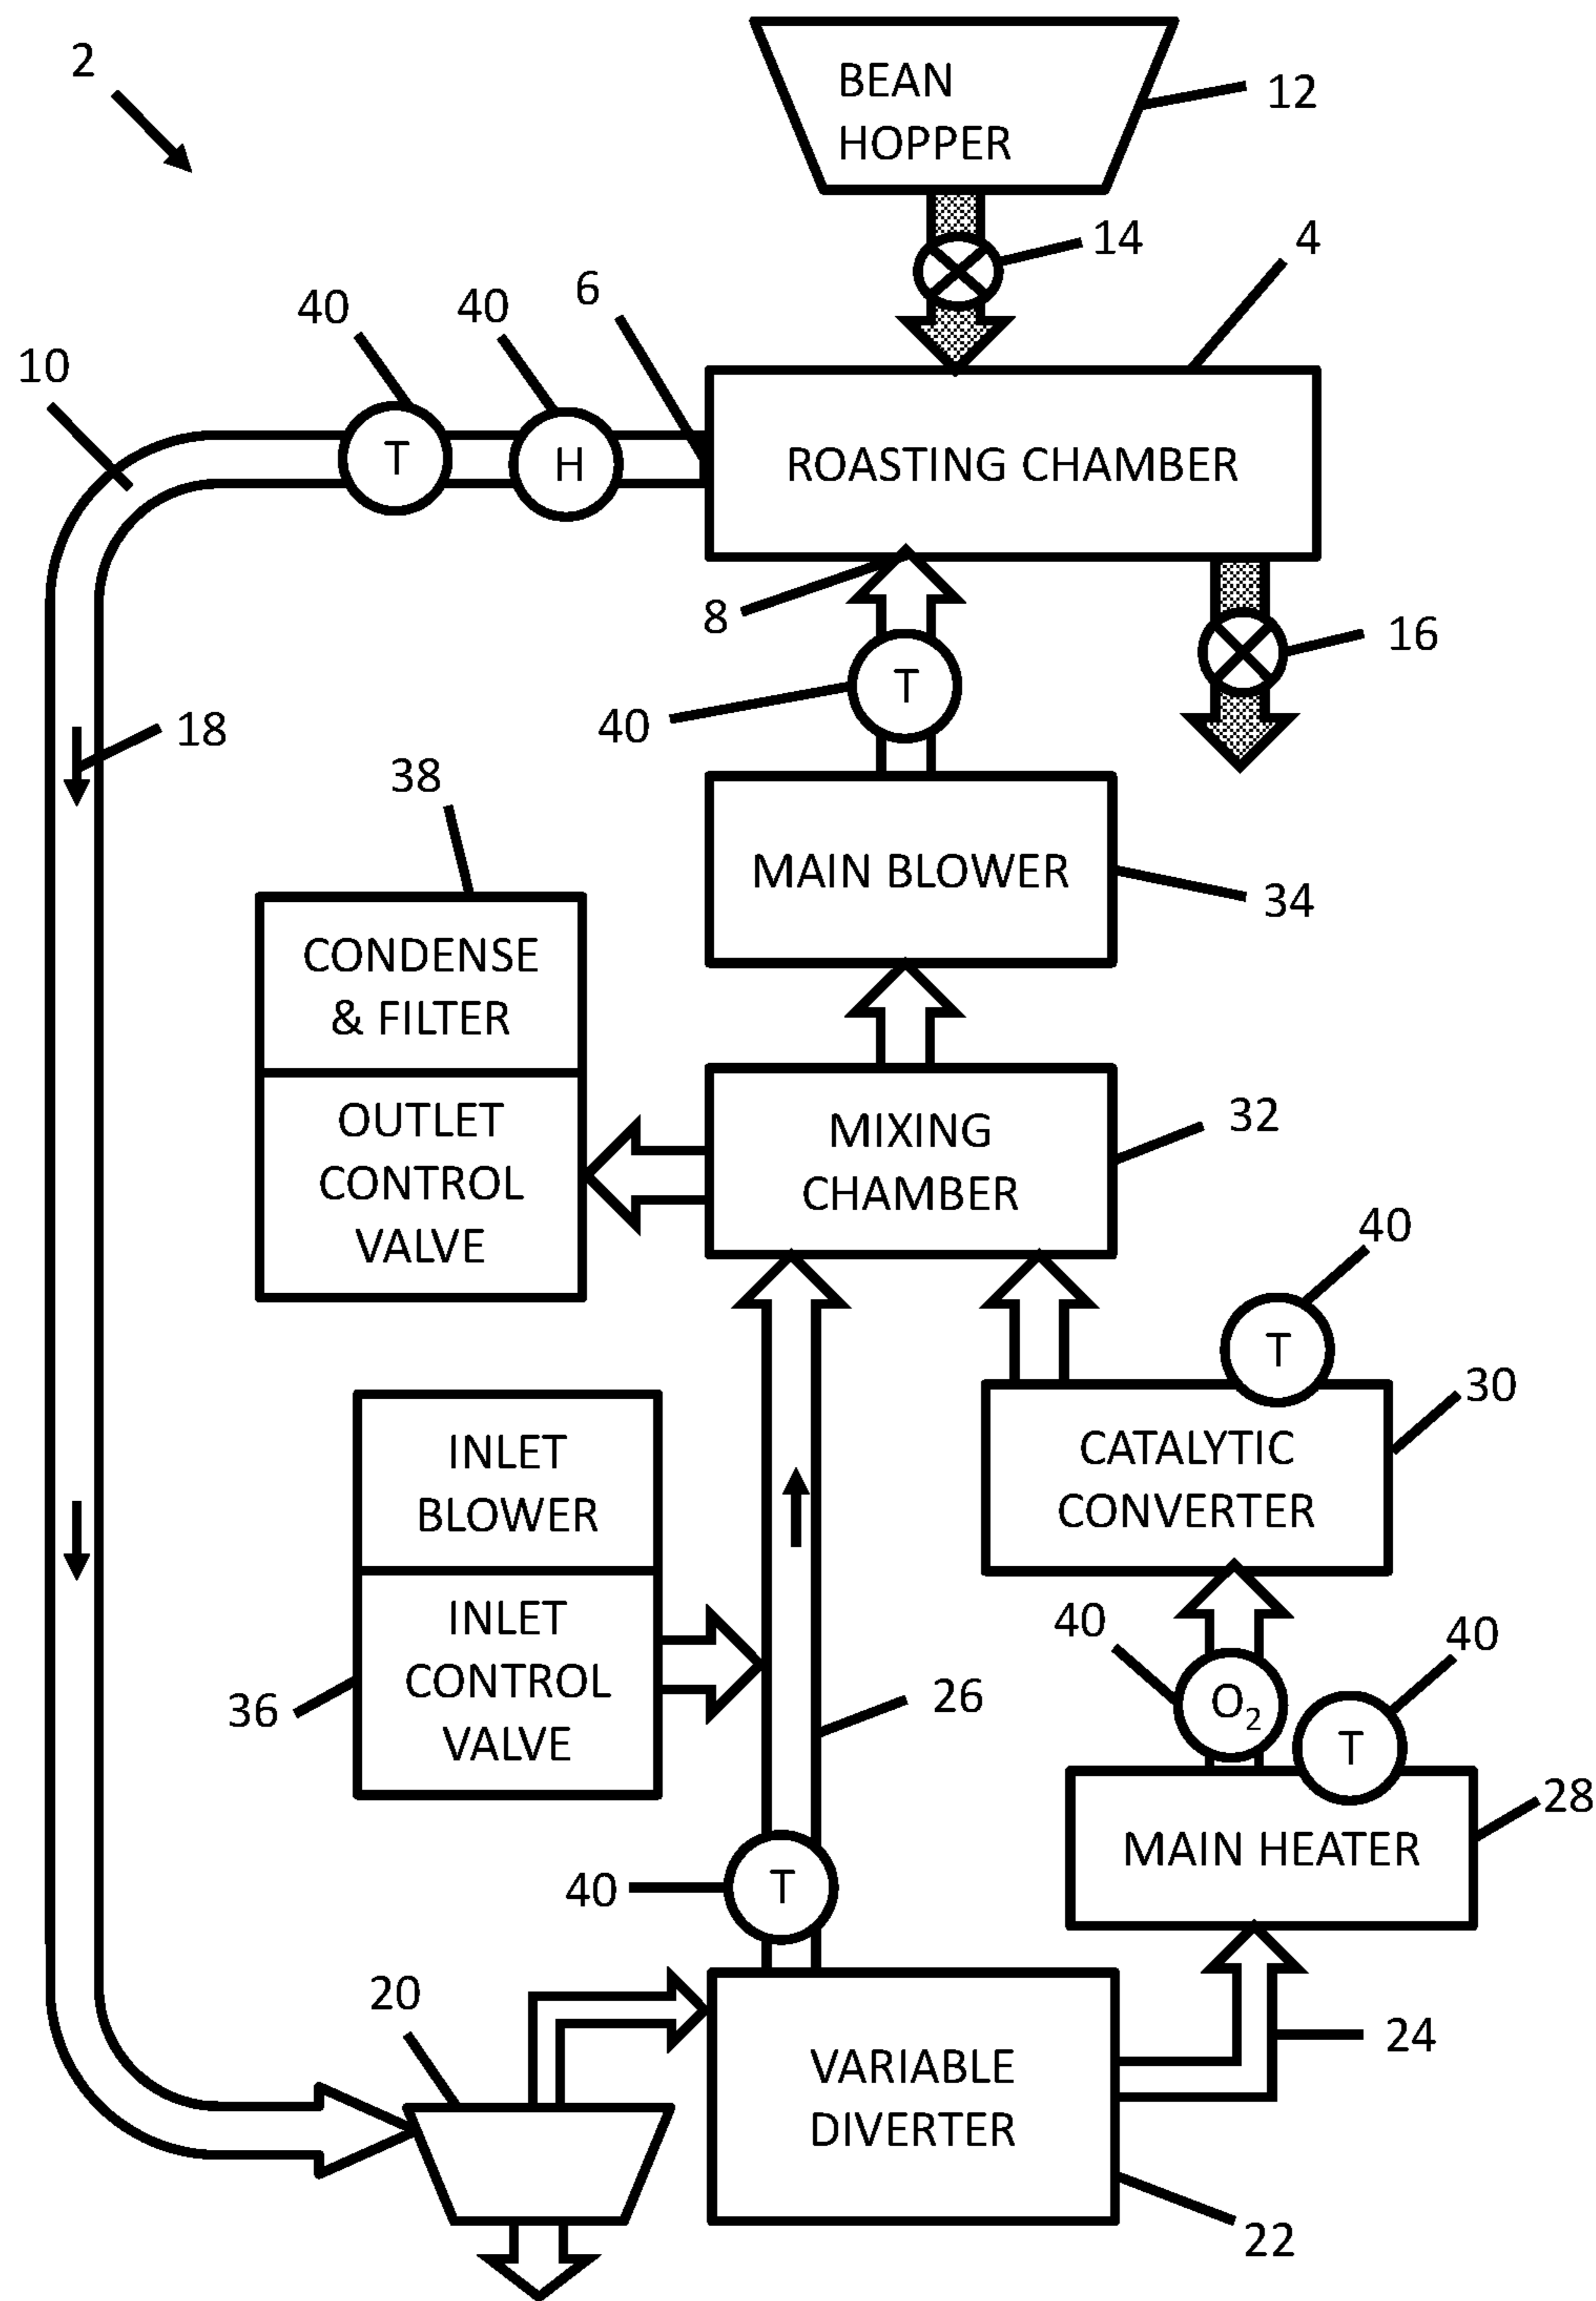 2
BEAN
HOPPER
12
14
4
6
40
40
10
T
H
ROASTING CHAMBER
8
16
T
40
18
38
MAIN BLOWER
34
CONDENSE
& FILTER
OUTLET
CONTROL
VALVE
MIXING
CHAMBER
32
40
T
30
CATALYTIC
CONVERTER
INLET
BLOWER
INLET
CONTROL
VALVE
36
26
40
O2
40
T
28
MAIN HEATER
40
T
20
24
VARIABLE
DIVERTER
22